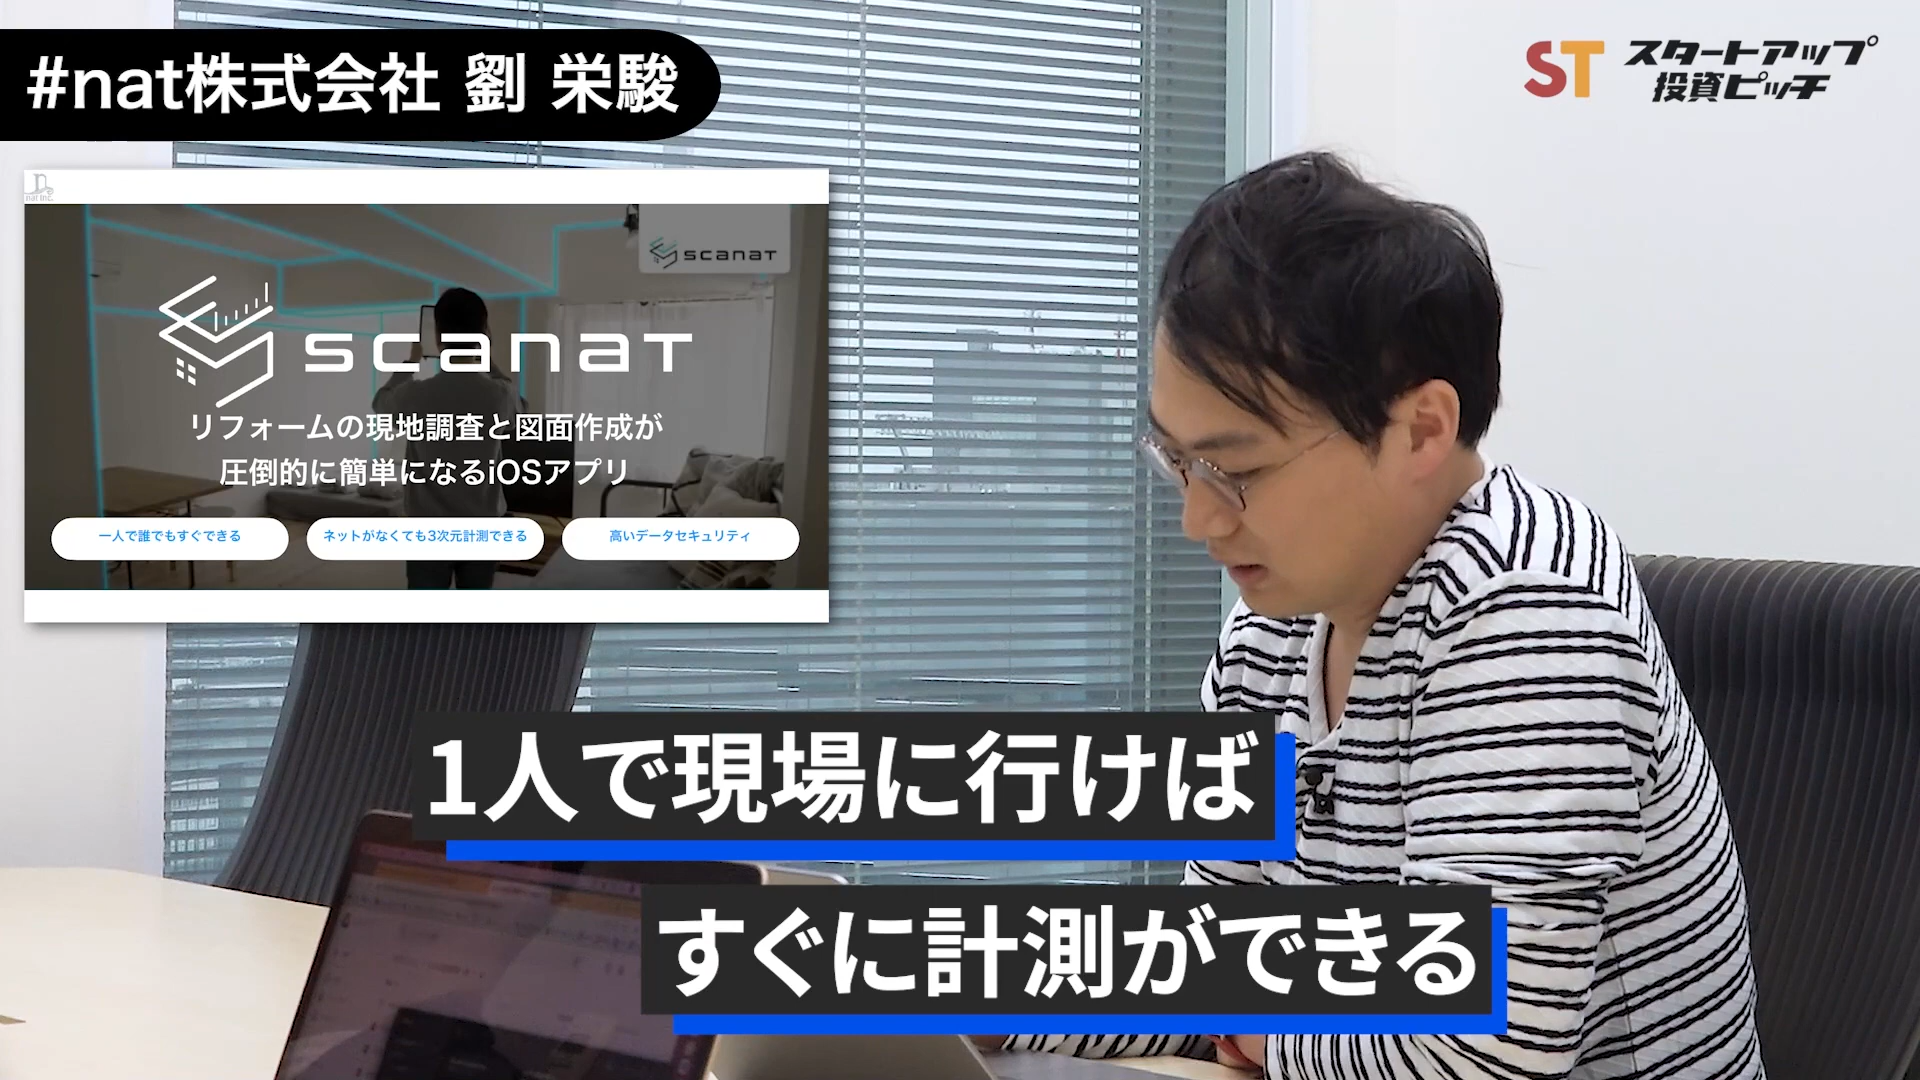 #nat株式会社 劉 栄駿
ST スタートアップ
投資ピッチ
nat inc.
scanat
scanat
リフォームの現地調査と図面作成が
圧倒的に簡単になるiOSアプリ
一人で誰でもすぐできる
ネットがなくても3次元計測できる
高いデータセキュリティ
1人で現場に行けば
すぐに計測ができる